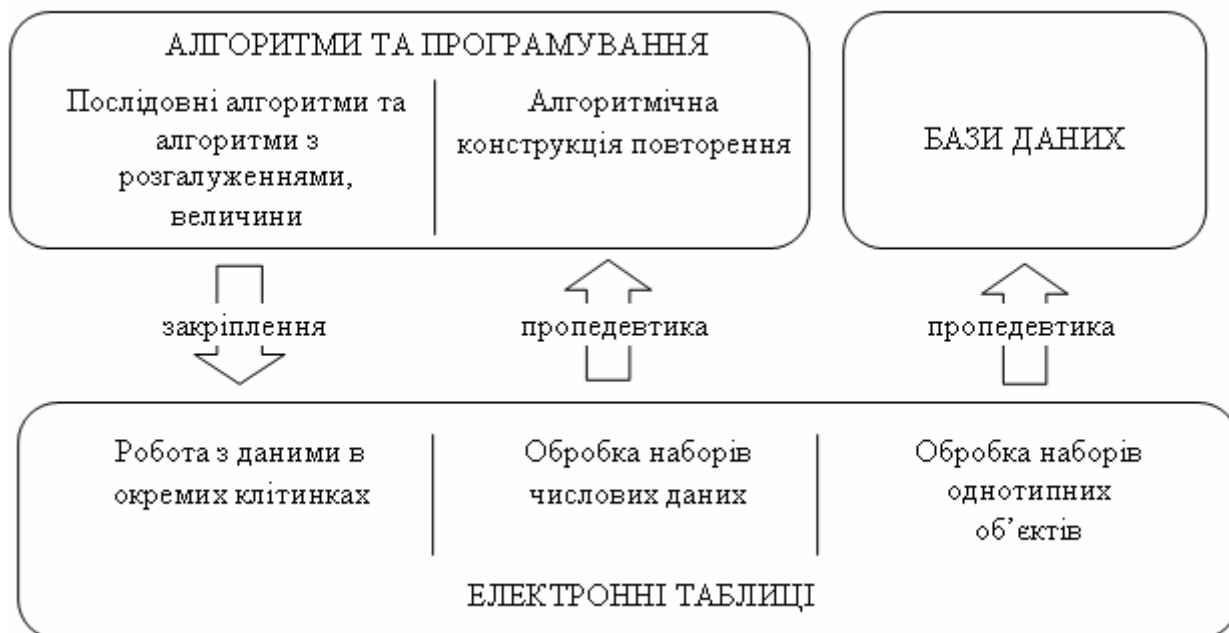 АЛГОРИТМИ ТА ПРОГРАМУВАННЯ
Послідовні алгоритми та
алгоритми з
розгалуженнями,
величини
Алгоритмічна
конструкція повторення
БАЗИ ДАНИХ
закріплення
пропедевтика
пропедевтика
Робота з даними в
окремих клітинках
Обробка наборів
числових даних
Обробка наборів
однотипних
об’єктів
ЕЛЕКТРОННІ ТАБЛИЦІ